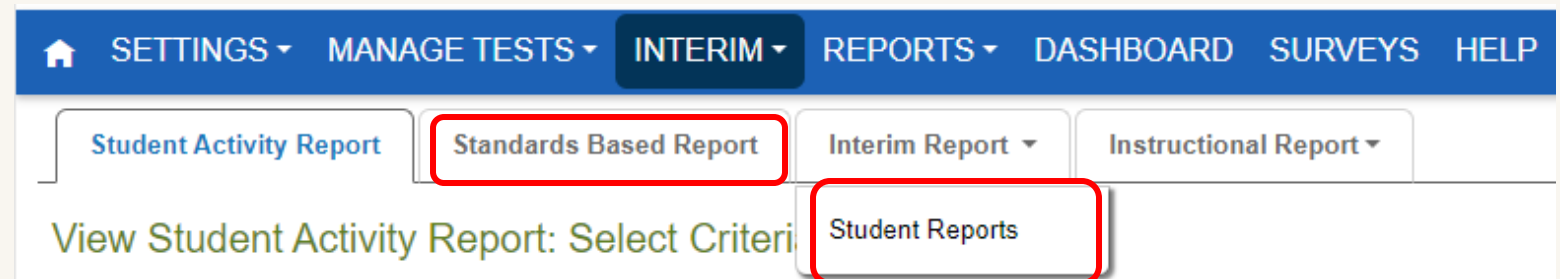 SETTINGS MANAGE TESTS INTERIM REPORTS DASHBOARD SURVEYS HELP
Student Activity Report Standards Based Report Interim Report Instructional Report
View Student Activity Report: Select Criteri
Student Reports